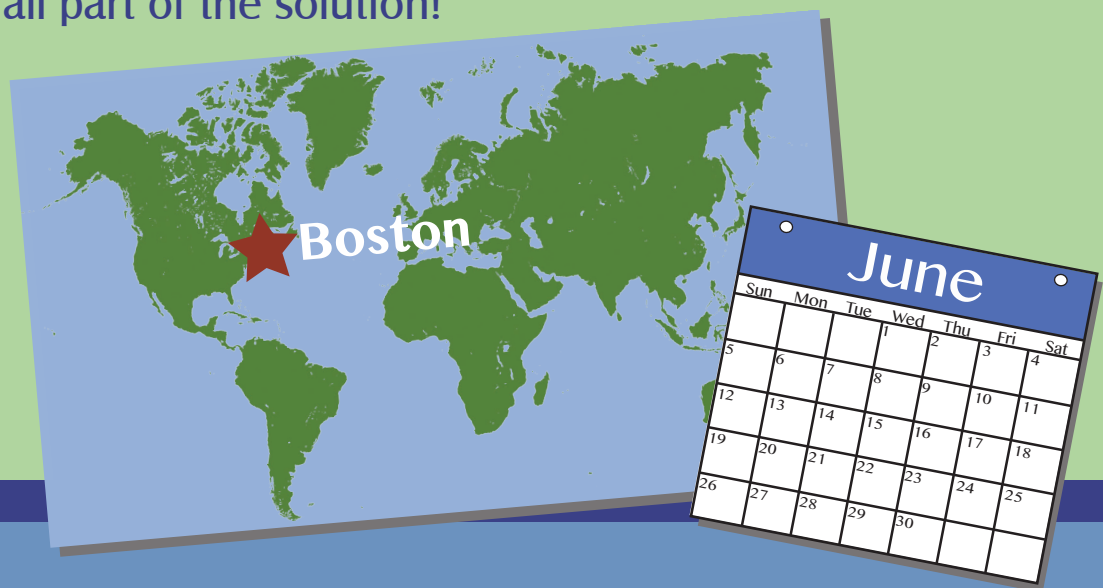 all part of the solution!
Boston
June
Sun Mon Tue Wed Thu Fri Sat
1 2 3 4
5 6 7 8 9 10 11
12 13 14 15 16 17 18
19 20 21 22 23 24 25
26 27 28 29 30